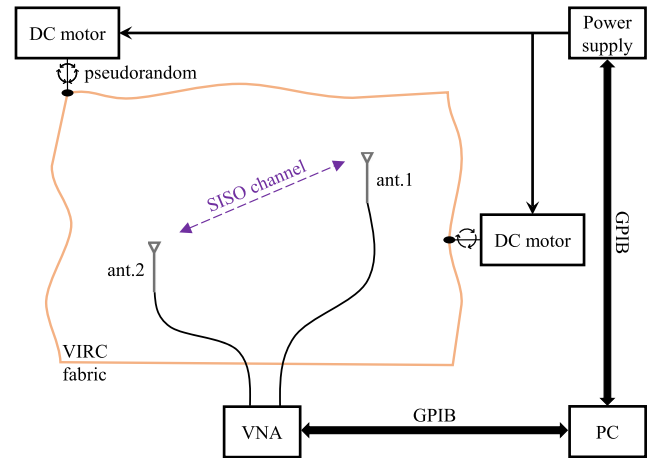 DC motor
Power
supply
pseudorandom
SISO channel
ant.1
ant.2
DC motor
GPIB
VIRC
fabric
GPIB
VNA
PC